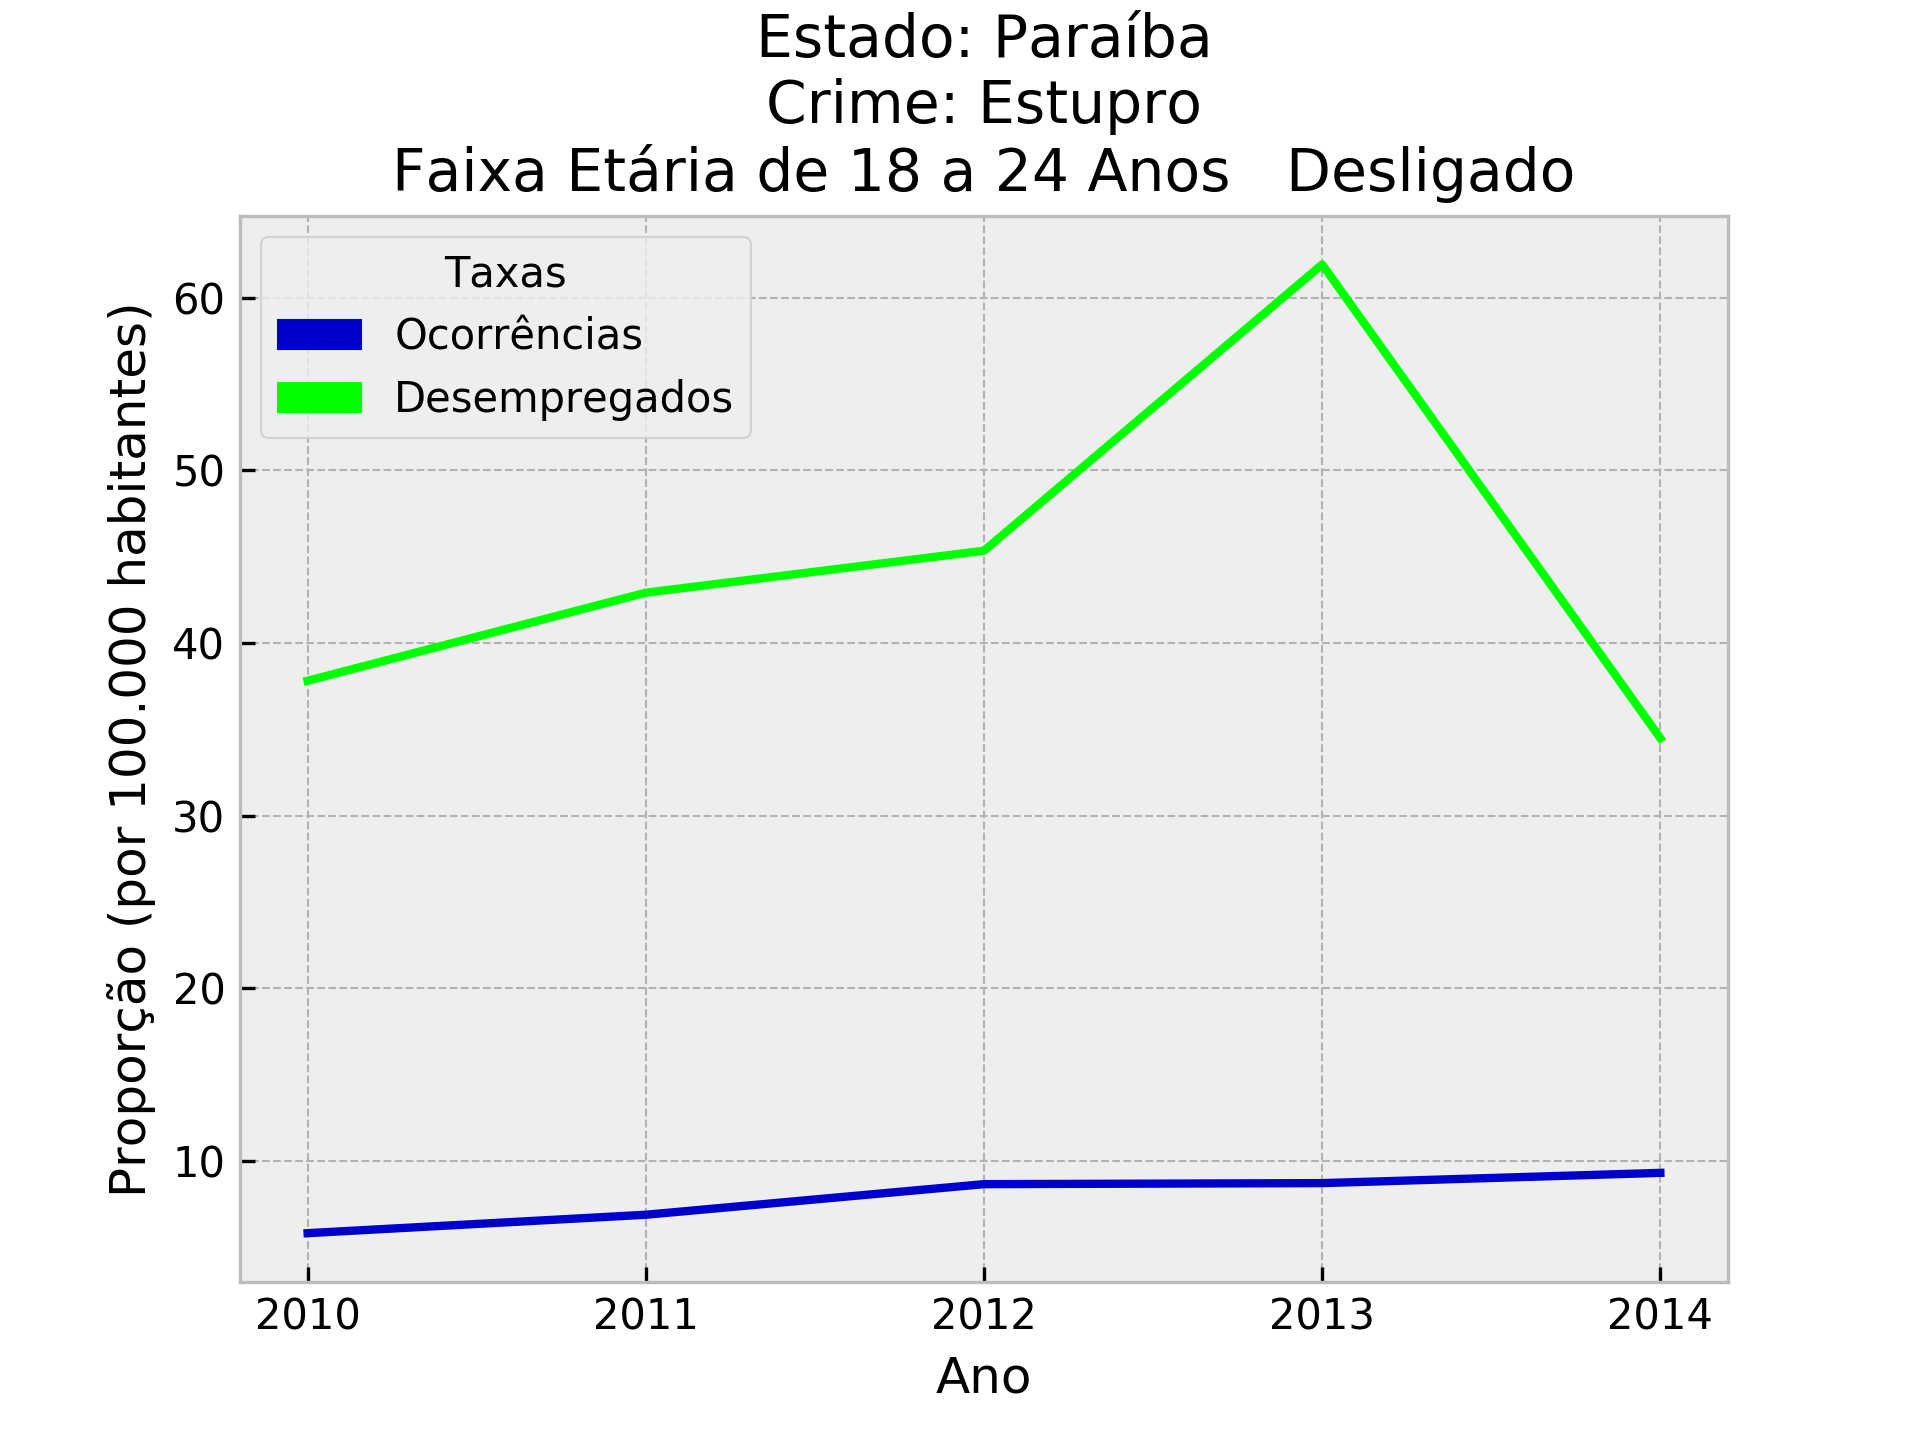 Estado: Paraíba
Crime: Estupro
Faixa Etária de 18 a 24 Anos   Desligado
Taxas
Ocorrências
Desempregados
Proporção (por 100.000 habitantes)
60
50
40
30
20
10
2010 2011 2012 2013 2014
Ano